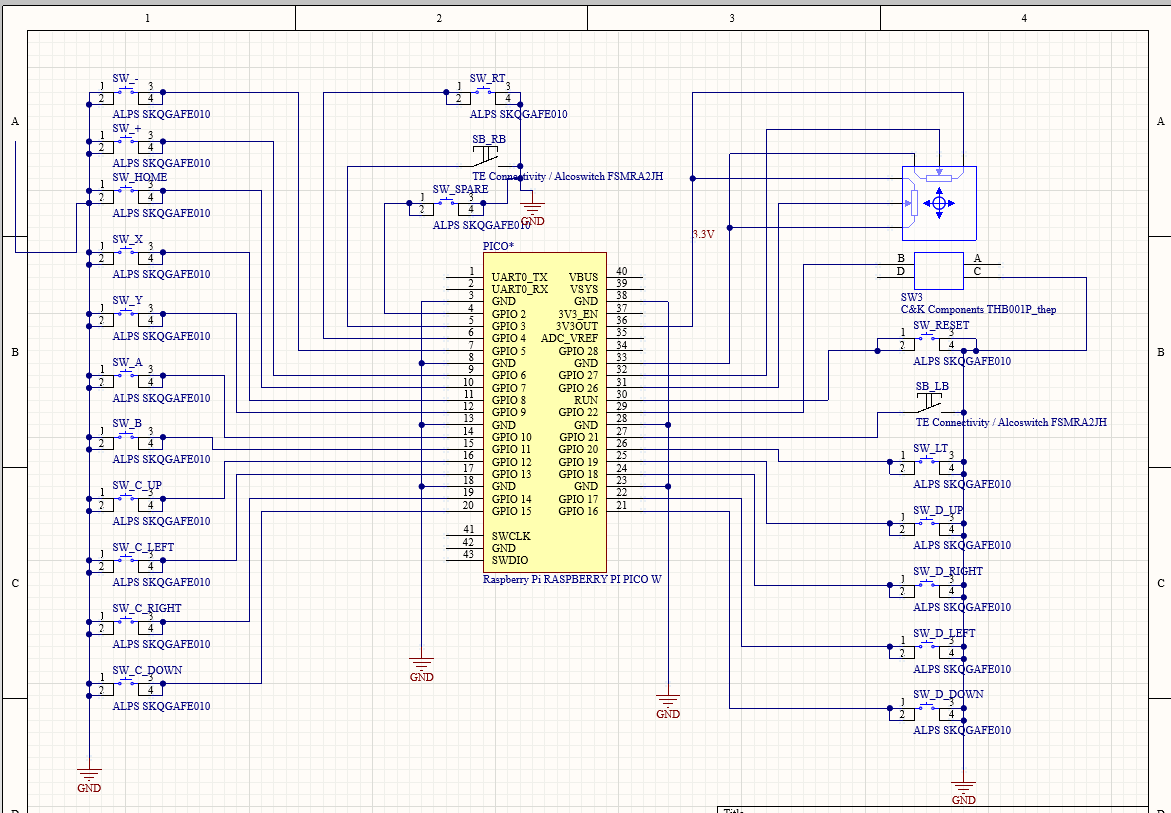 1 2 3 4
A
B
C
D
SW_-
1 3
2 4
ALPS SKQGAFE010
SW_+
1 3
2 4
ALPS SKQGAFE010
SW_HOME
1 3
2 4
ALPS SKQGAFE010
SW_X
1 3
2 4
ALPS SKQGAFE010
SW_Y
1 3
2 4
ALPS SKQGAFE010
SW_A
1 3
2 4
ALPS SKQGAFE010
SW_B
1 3
2 4
ALPS SKQGAFE010
SW_C_UP
1 3
2 4
ALPS SKQGAFE010
SW_C_LEFT
1 3
2 4
ALPS SKQGAFE010
SW_C_RIGHT
1 3
2 4
ALPS SKQGAFE010
SW_C_DOWN
1 3
2 4
ALPS SKQGAFE010
GND
SW_RT
1 3
2 4
ALPS SKQGAFE010
SB_RB
TE Connectivity / Alcoswitch FSMRA2JH
SW_SPARE
1 3
2 4
ALPS SKQGAFE010
GND
PICO*
1 UART0_TX VBUS 40
2 UART0_RX VSYS 39
3 GND GND 38
4 GPIO 2 3V3_EN 37
5 GPIO 3 3V3OUT 36
6 GPIO 4 ADC_VREF 35
7 GPIO 5 GPIO 28 34
8 GND GND 33
9 GPIO 6 GPIO 27 32
10 GPIO 7 GPIO 26 31
11 GPIO 8 RUN 30
12 GPIO 9 GPIO 22 29
13 GND GND 28
14 GPIO 10 GPIO 21 27
15 GPIO 11 GPIO 20 26
16 GPIO 12 GPIO 19 25
17 GPIO 13 GPIO 18 24
18 GND GND 23
19 GPIO 14 GPIO 17 22
20 GPIO 15 GPIO 16 21
41 SWCLK
42 GND
43 SWDIO
Raspberry Pi RASPBERRY PI PICO W
GND
GND
3.3V
B A
D C
SW3
C&K Components THB001P_thep
SW_RESET
1 3
2 4
ALPS SKQGAFE010
SB_LB
TE Connectivity / Alcoswitch FSMRA2JH
SW_LT
1 3
2 4
ALPS SKQGAFE010
SW_D_UP
1 3
2 4
ALPS SKQGAFE010
SW_D_RIGHT
1 3
2 4
ALPS SKQGAFE010
SW_D_LEFT
1 3
2 4
ALPS SKQGAFE010
SW_D_DOWN
1 3
2 4
ALPS SKQGAFE010
GND
A
B
C
D
Title